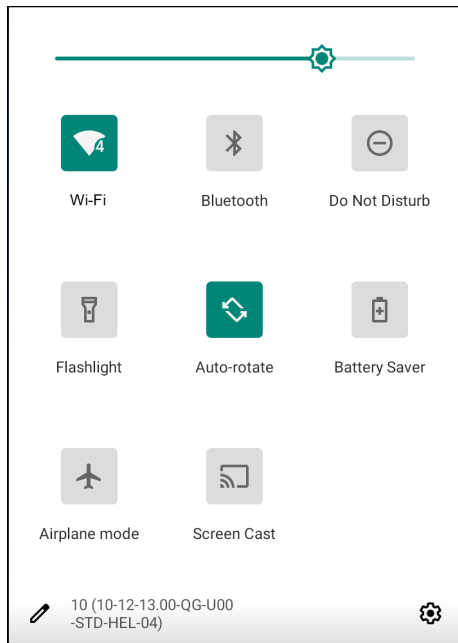 4
Wi-Fi
Bluetooth
Do Not Disturb
Flashlight
Auto-rotate
Battery Saver
Airplane mode
Screen Cast
10 (10-12-13.00-QG-U00
-STD-HEL-04)